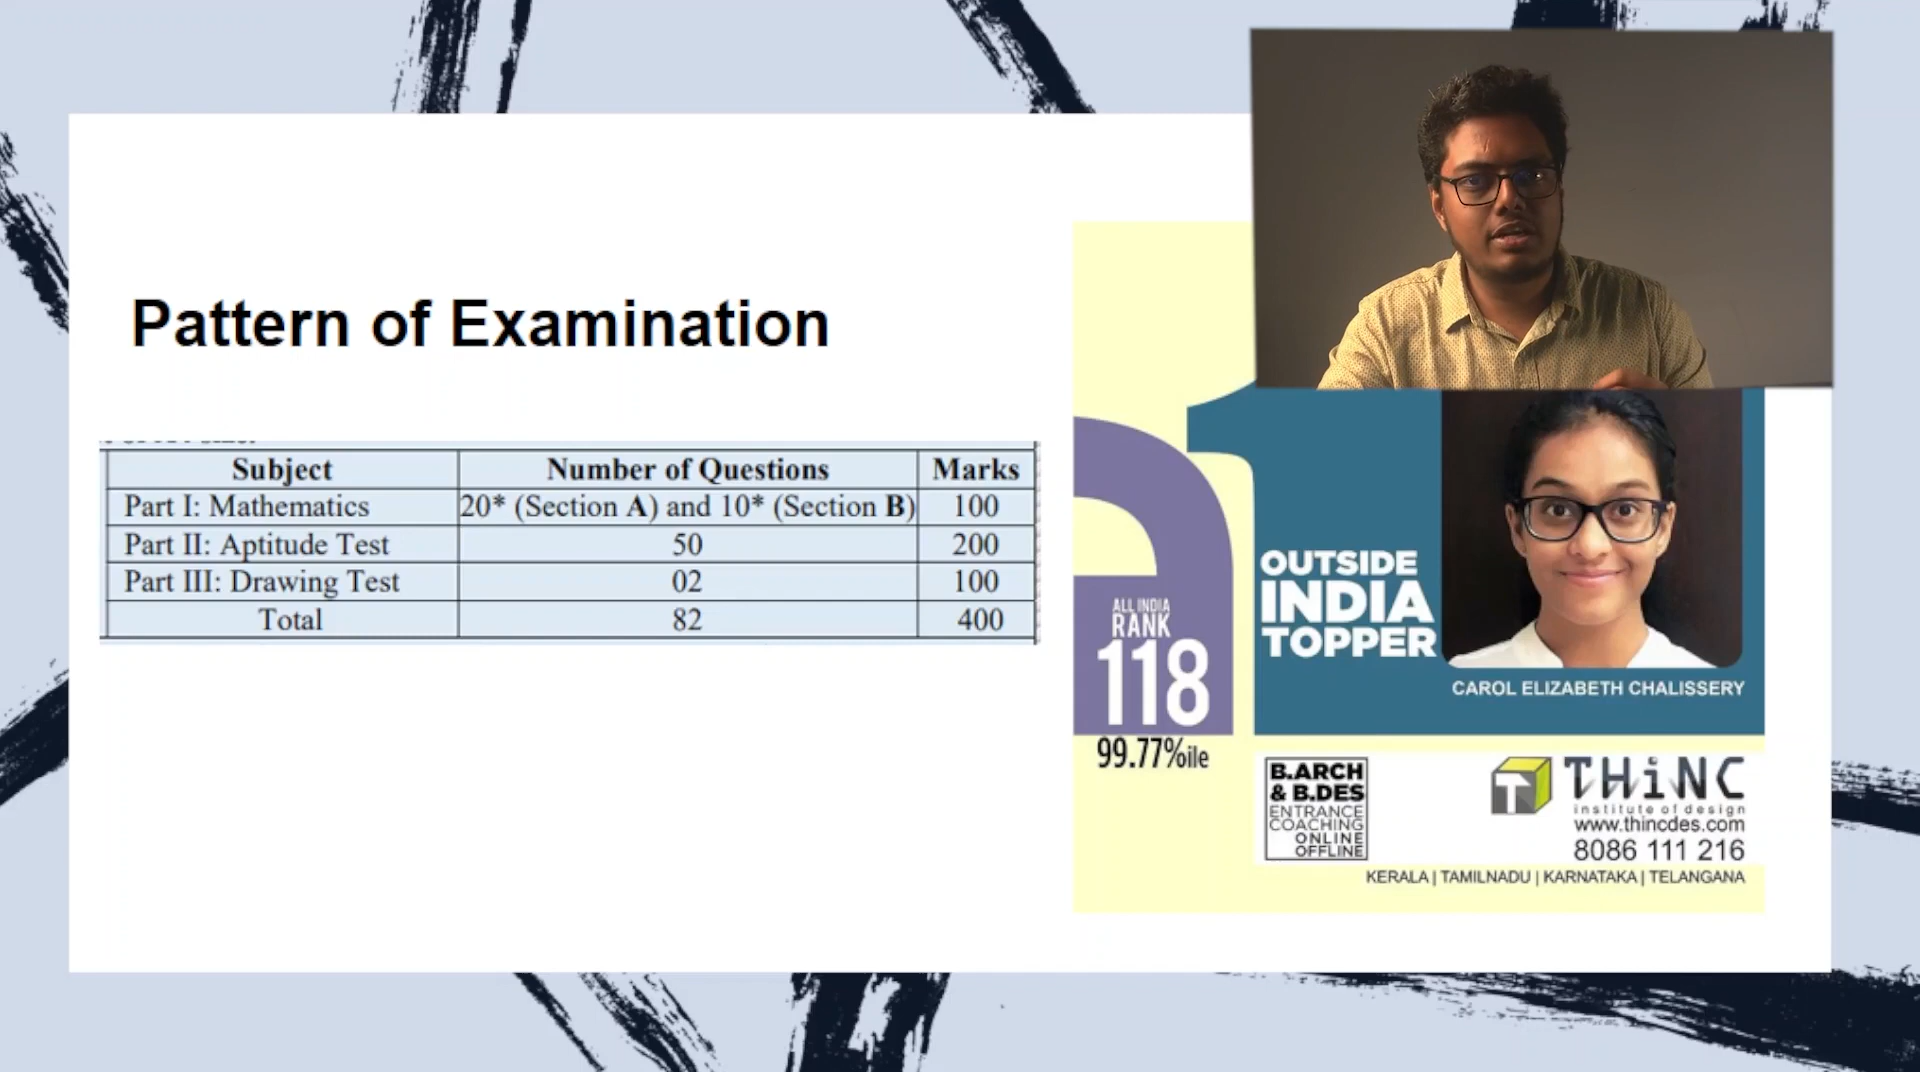 Pattern of Examination
Subject Number of Questions Marks
Part I: Mathematics 20* (Section A) and 10* (Section B) 100
Part II: Aptitude Test 50 200
Part III: Drawing Test 02 100
Total 82 400
ALL INDIA
RANK
118
99.77%ile
1
OUTSIDE
INDIA
TOPPER
CAROL ELIZABETH CHALISSERY
B.ARCH
& B.DES
ENTRANCE
COACHING
ONLINE
OFFLINE
T THiNC
institute of design
www.thincdes.com
8086 111 216
KERALA | TAMILNADU | KARNATAKA | TELANGANA